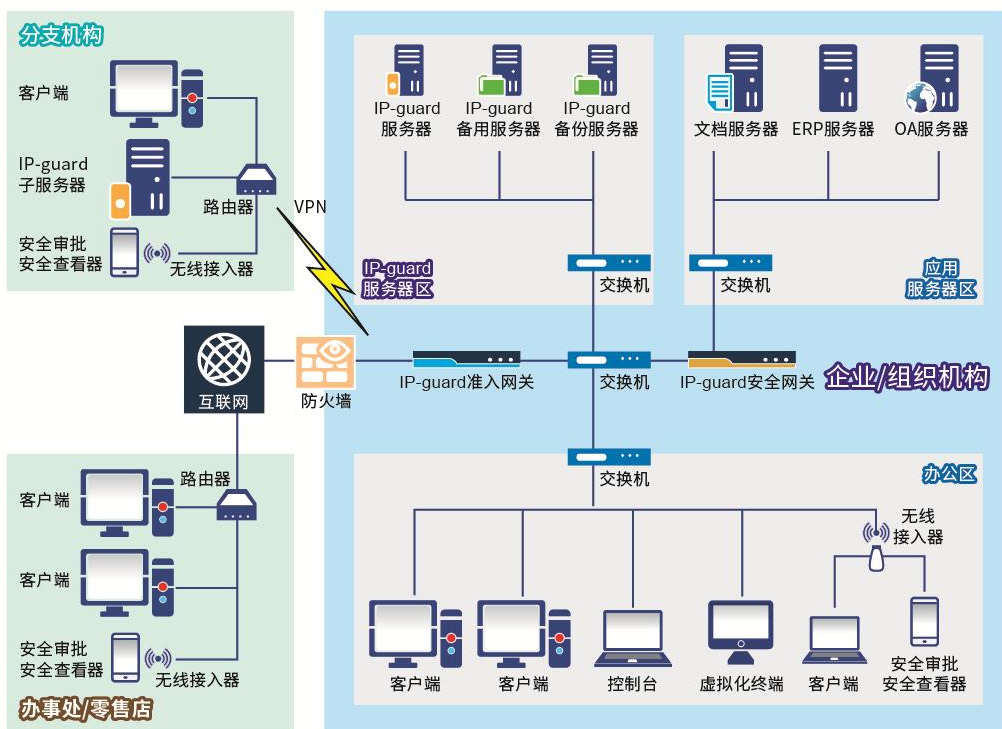 分支机构
客户端
IP-guard
子服务器
路由器
安全审批
安全查看器
无线接入器
VPN
IP-guard
服务器
IP-guard
备用服务器
IP-guard
备份服务器
交换机
IP-guard
服务器区
文档服务器
ERP服务器
OA服务器
交换机
应用
服务器区
互联网
防火墙
IP-guard准入网关
交换机
IP-guard安全网关
企业/组织机构
路由器
客户端
客户端
安全审批
安全查看器
无线接入器
办事处/零售店
交换机
办公区
无线
接入器
客户端
客户端
控制台
虚拟化终端
客户端
安全审批
安全查看器